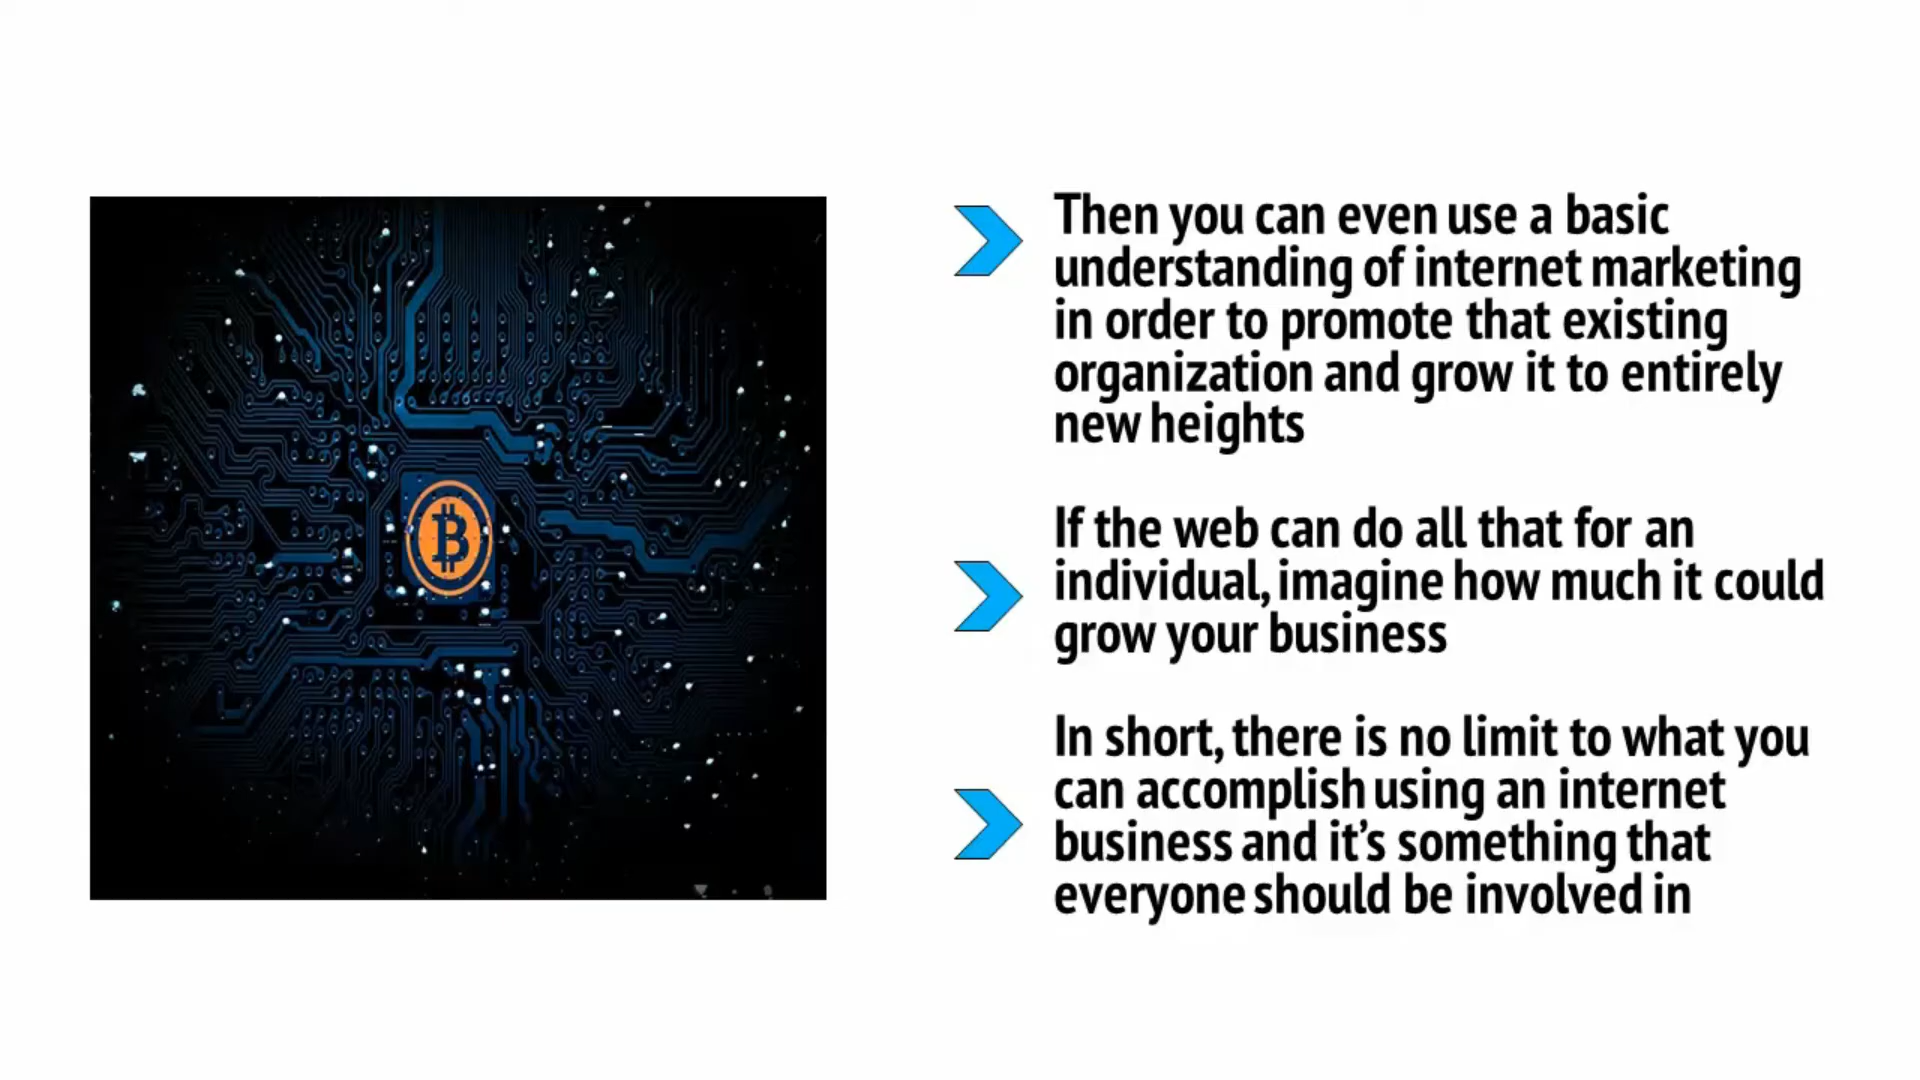 Then you can even use a basic
understanding of internet marketing
in order to promote that existing
organization and grow it to entirely
new heights
If the web can do all that for an
individual, imagine how much it could
grow your business
In short, there is no limit to what you
can accomplish using an internet
business and it’s something that
everyone should be involved in